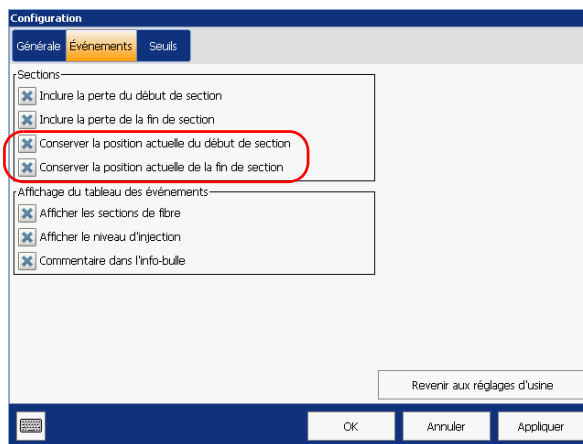 Configuration
Générale Événements Seuils
Sections
Inclure la perte du début de section
Inclure la perte de la fin de section
Conserver la position actuelle du début de section
Conserver la position actuelle de la fin de section
Affichage du tableau des événements
Afficher les sections de fibre
Afficher le niveau d'injection
Commentaire dans l'info-bulle
Revenir aux réglages d'usine
OK Annuler Appliquer